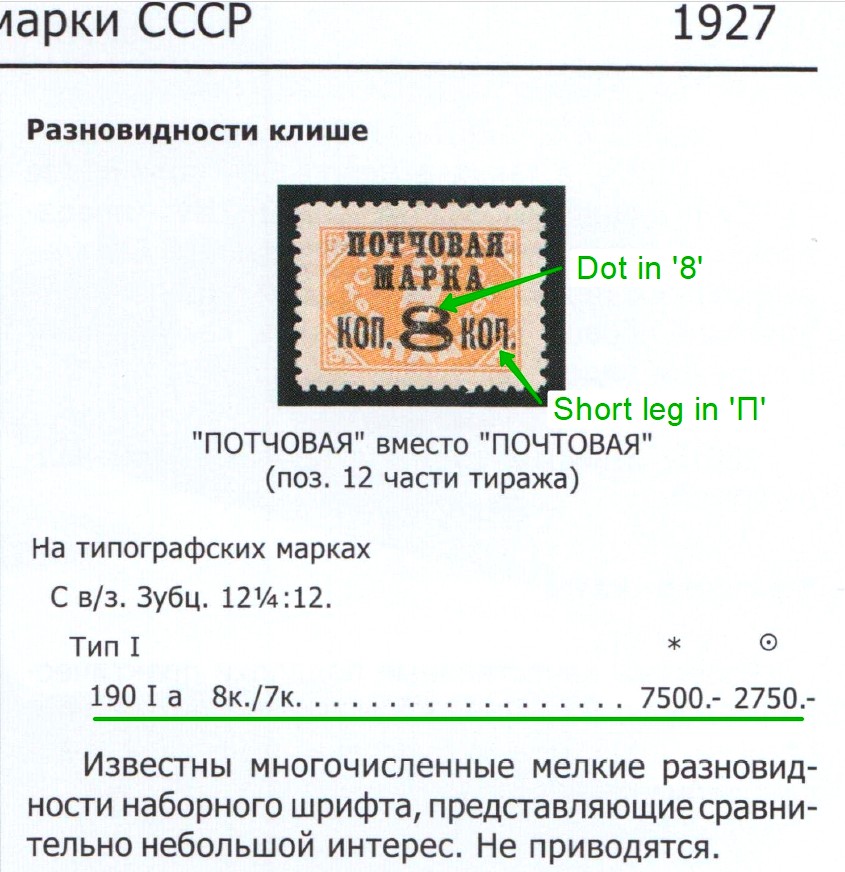 марки СССР 1927
Разновидности клише
ПОТЧОВАЯ
МАРКА
КОП. 8 КОП.
Dot in '8'
Short leg in 'П'
"ПОТЧОВАЯ" вместо "ПОЧТОВАЯ"
(поз. 12 части тиража)
На типографских марках
С в/з. Зубц. 12¼:12.
Тип I * ⊙
190 I а 8к./7к. . . . . . . . . . . . . . . . . . 7500.- 2750.-
Известны многочисленные мелкие разновид-
ности наборного шрифта, представляющие сравни-
тельно небольшой интерес. Не приводятся.